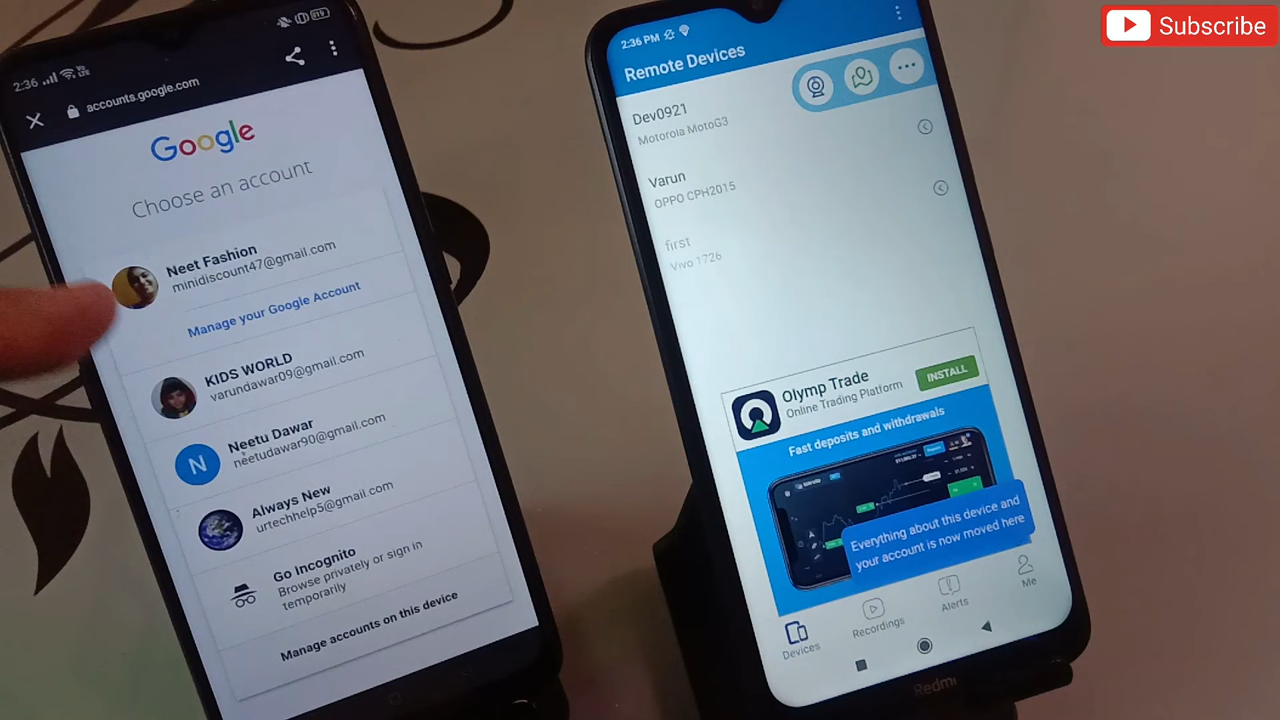 Subscribe
2:36
819
accounts.google.com
Google
Choose an account
Neet Fashion
minidiscount47@gmail.com
Manage your Google Account
KIDS WORLD
varundawar09@gmail.com
N
Neetu Dawar
neetudawar90@gmail.com
Always New
urtechhelp5@gmail.com
Go Incognito
Browse privately or sign in
temporarily
Manage accounts on this device
2:36 PM
Remote Devices
Dev0921
Motorola MotoG3
Varun
OPPO CPH2015
first
Vivo 1726
Olymp Trade
Online Trading Platform
INSTALL
Fast deposits and withdrawals
Everything about this device and
your account is now moved here
Devices
Recordings
Alerts
Me
Redmi